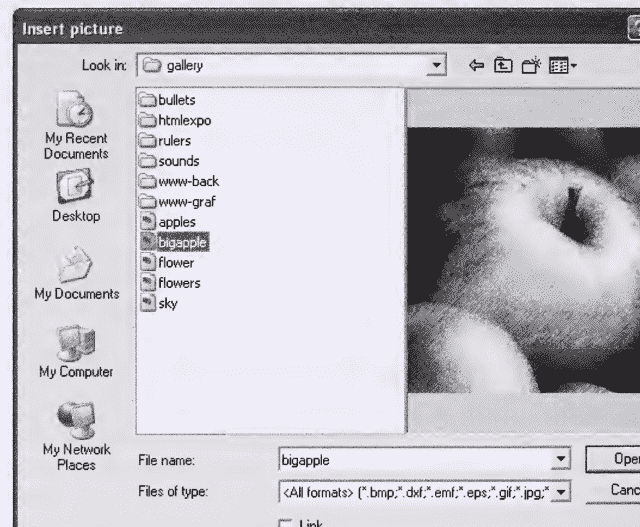 Insert picture
Look in:
gallery
My Recent
Documents
Desktop
My Documents
My Computer
My Network
Places
bullets
htmlexpo
rulers
sounds
www-back
www-graf
apples
bigapple
flower
flowers
sky
File name:
bigapple
Open
Files of type:
<All formats> (*.bmp;*.dxf;*.emf;*.eps;*.gif;*.jpg;*
Canc
Link